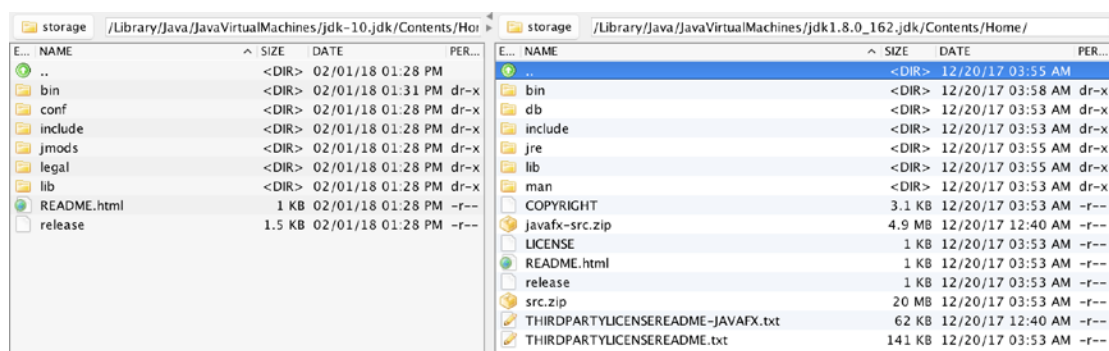 storage /Library/Java/JavaVirtualMachines/jdk-10.jdk/Contents/Hor
E... NAME SIZE DATE PER...
.. <DIR> 02/01/18 01:28 PM
bin <DIR> 02/01/18 01:31 PM dr-x
conf <DIR> 02/01/18 01:28 PM dr-x
include <DIR> 02/01/18 01:28 PM dr-x
jmods <DIR> 02/01/18 01:28 PM dr-x
legal <DIR> 02/01/18 01:28 PM dr-x
lib <DIR> 02/01/18 01:28 PM dr-x
README.html 1 KB 02/01/18 01:28 PM -r--
release 1.5 KB 02/01/18 01:28 PM -r--
storage /Library/Java/JavaVirtualMachines/jdk1.8.0_162.jdk/Contents/Home/
E... NAME SIZE DATE PER...
.. <DIR> 12/20/17 03:55 AM
bin <DIR> 12/20/17 03:58 AM dr-x
db <DIR> 12/20/17 03:53 AM dr-x
include <DIR> 12/20/17 03:53 AM dr-x
jre <DIR> 12/20/17 03:55 AM dr-x
lib <DIR> 12/20/17 03:55 AM dr-x
man <DIR> 12/20/17 03:53 AM dr-x
COPYRIGHT 3.1 KB 12/20/17 03:53 AM -r--
javafx-src.zip 4.9 MB 12/20/17 12:40 AM -r--
LICENSE 1 KB 12/20/17 03:53 AM -r--
README.html 1 KB 12/20/17 03:53 AM -r--
release 1 KB 12/20/17 03:53 AM -r--
src.zip 20 MB 12/20/17 03:53 AM -r--
THIRDPARTYLICENSEREADME-JAVAFX.txt 62 KB 12/20/17 12:40 AM -r--
THIRDPARTYLICENSEREADME.txt 141 KB 12/20/17 03:53 AM -r--